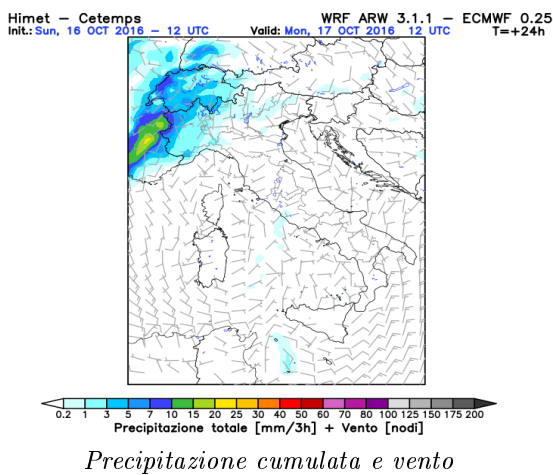 Himet – Cetemps WRF ARW 3.1.1 – ECMWF 0.25
Init.: Sun, 16 OCT 2016 – 12 UTC Valid: Mon, 17 OCT 2016 12 UTC T=+24h
0.2 1 3 5 7 10 15 20 25 30 40 50 60 70 80 100 125 150 175 200
Precipitazione totale [mm/3h] + Vento [nodi]
Precipitazione cumulata e vento